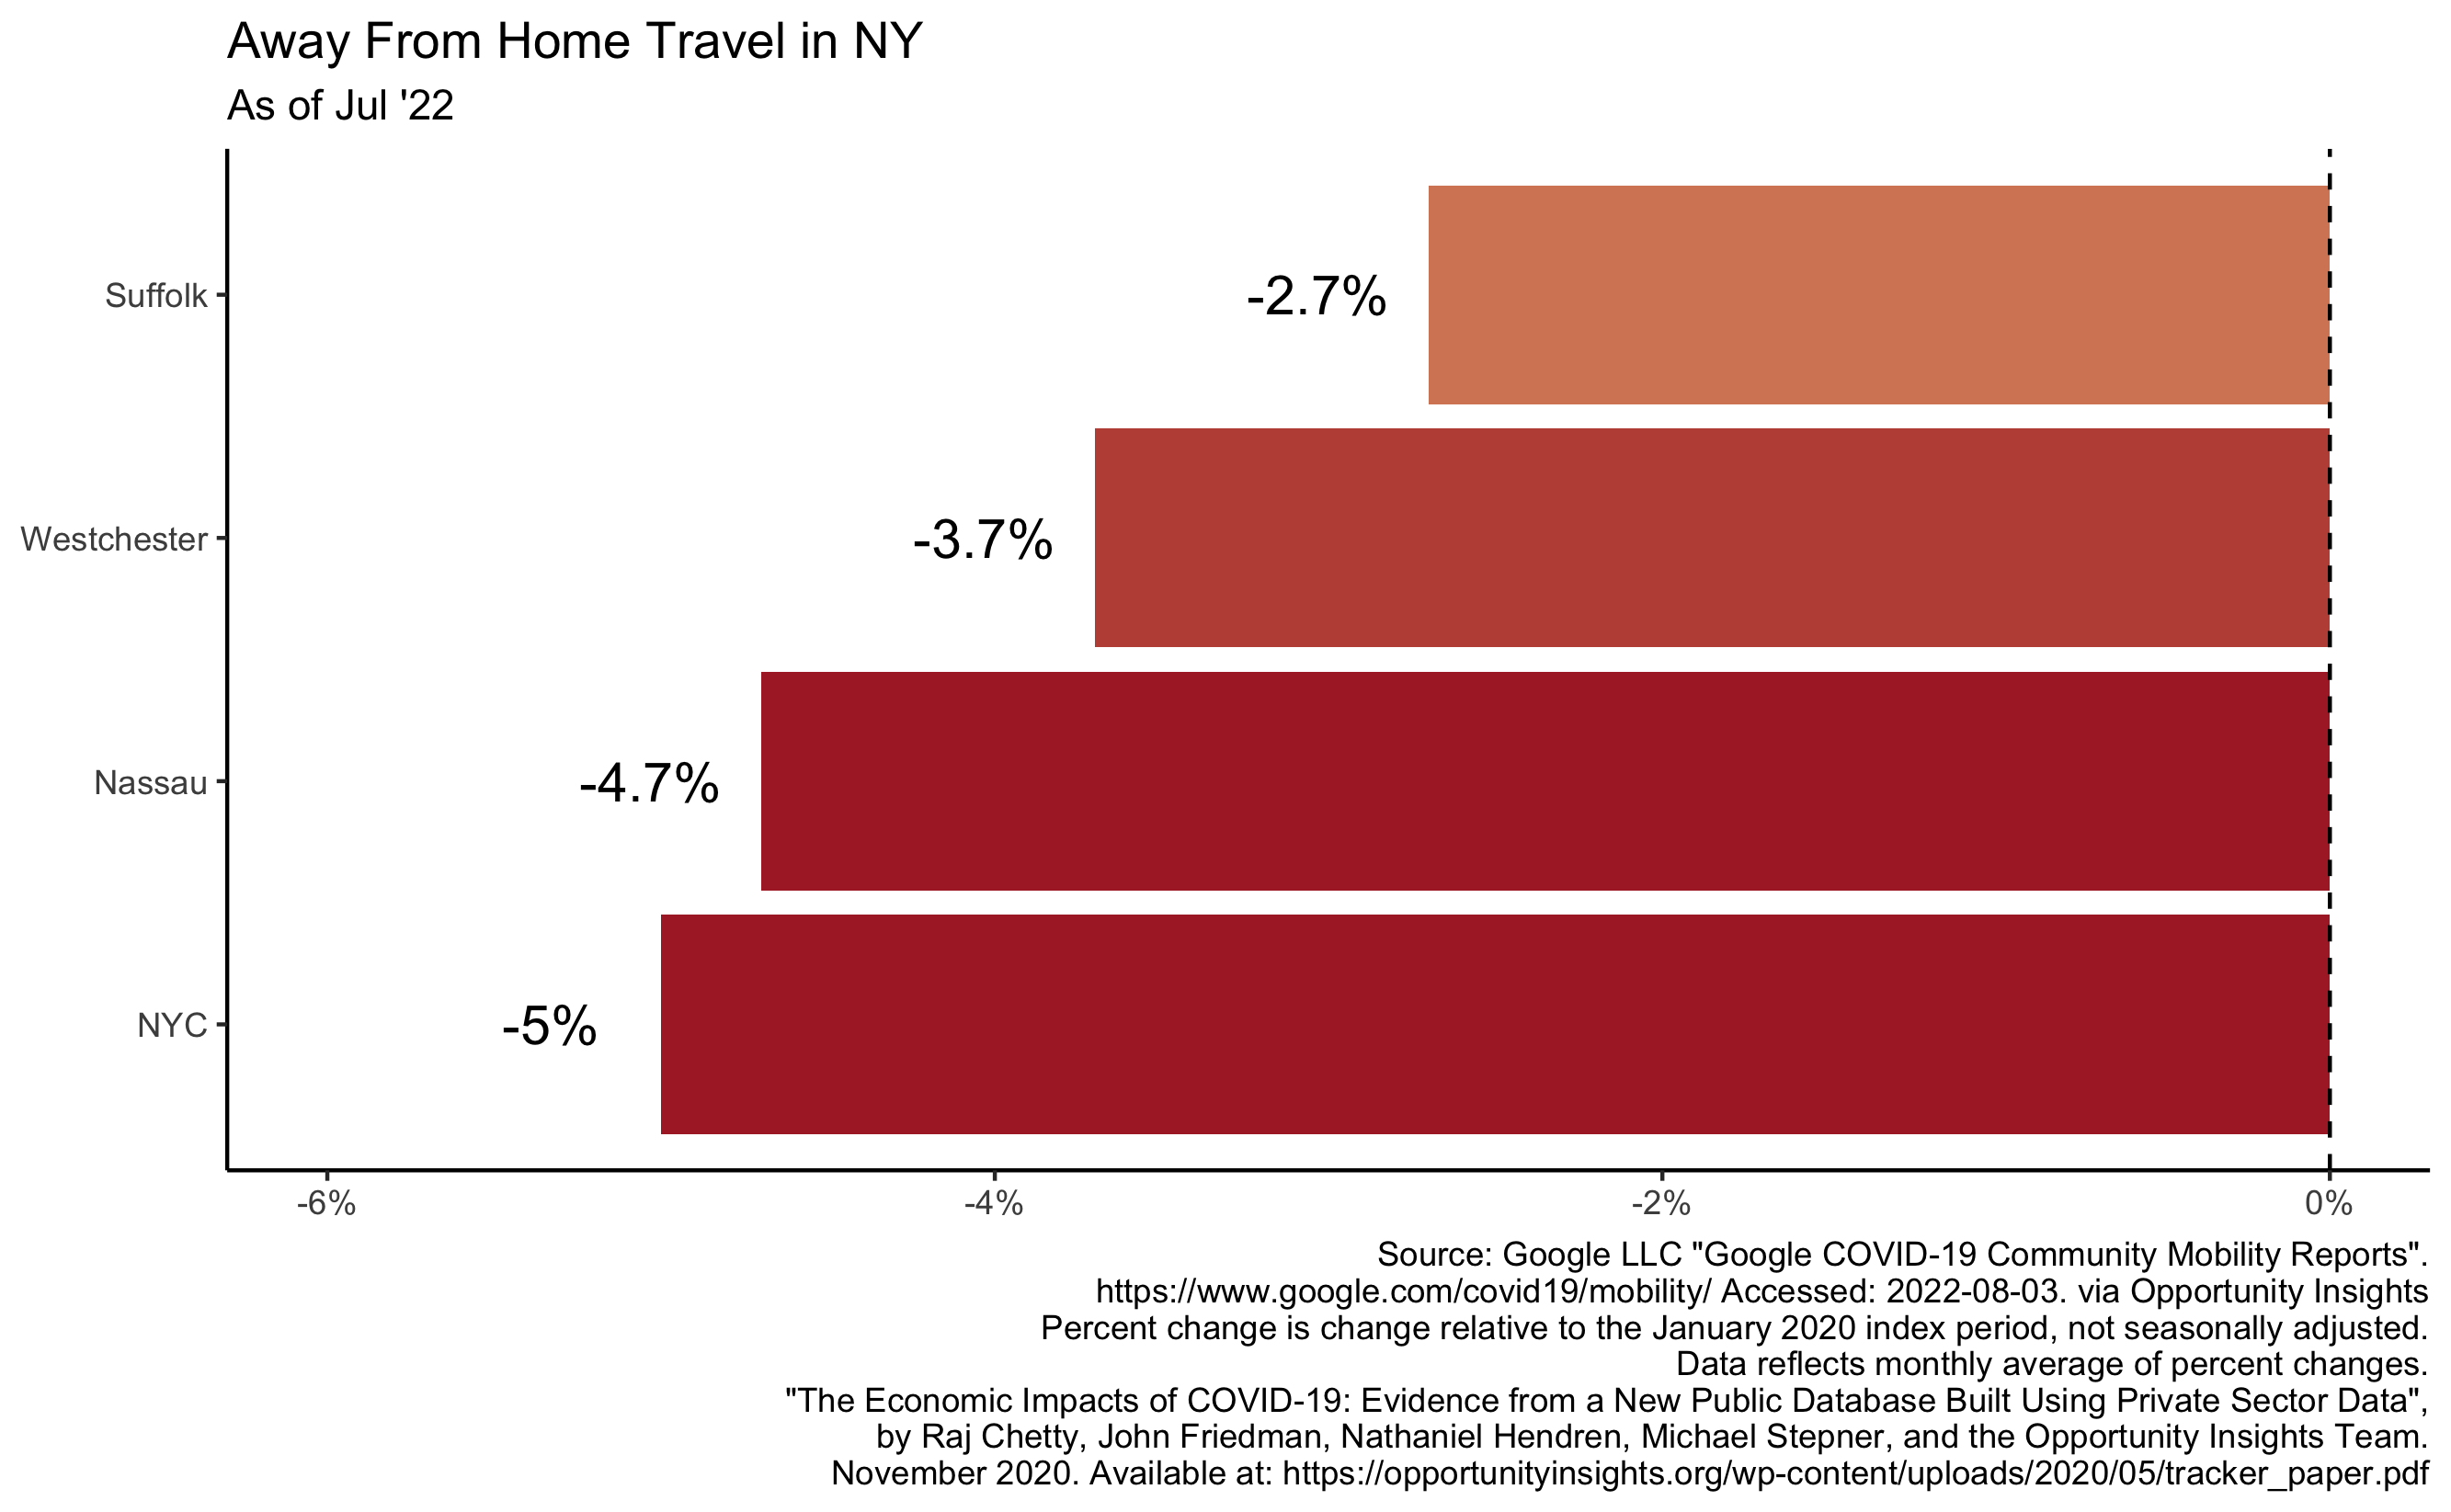 Away From Home Travel in NY
As of Jul '22
Suffolk
-2.7%
Westchester
-3.7%
Nassau
-4.7%
NYC
-5%
-6%
-4%
-2%
0%
Source: Google LLC "Google COVID-19 Community Mobility Reports".
https://www.google.com/covid19/mobility/ Accessed: 2022-08-03. via Opportunity Insights
Percent change is change relative to the January 2020 index period, not seasonally adjusted.
Data reflects monthly average of percent changes.
"The Economic Impacts of COVID-19: Evidence from a New Public Database Built Using Private Sector Data",
by Raj Chetty, John Friedman, Nathaniel Hendren, Michael Stepner, and the Opportunity Insights Team.
November 2020. Available at: https://opportunityinsights.org/wp-content/uploads/2020/05/tracker_paper.pdf